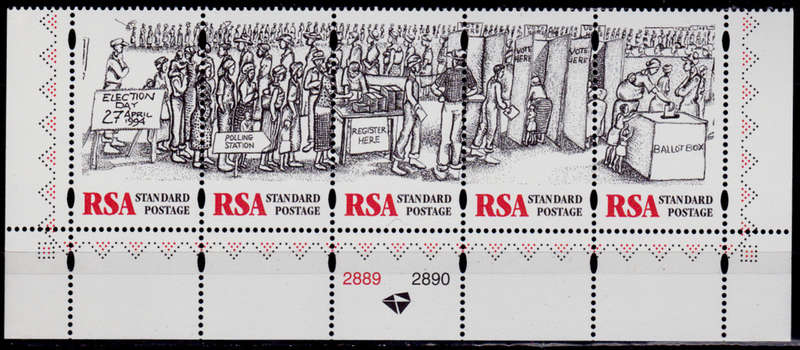 ELECTION
DAY
27 APRIL
1994
POLLING
STATION
REGISTER
HERE
VOTE
HERE
VOTE
HERE
BALLOT BOX
RSA STANDARD
POSTAGE
RSA STANDARD
POSTAGE
RSA STANDARD
POSTAGE
RSA STANDARD
POSTAGE
RSA STANDARD
POSTAGE
2889 2890